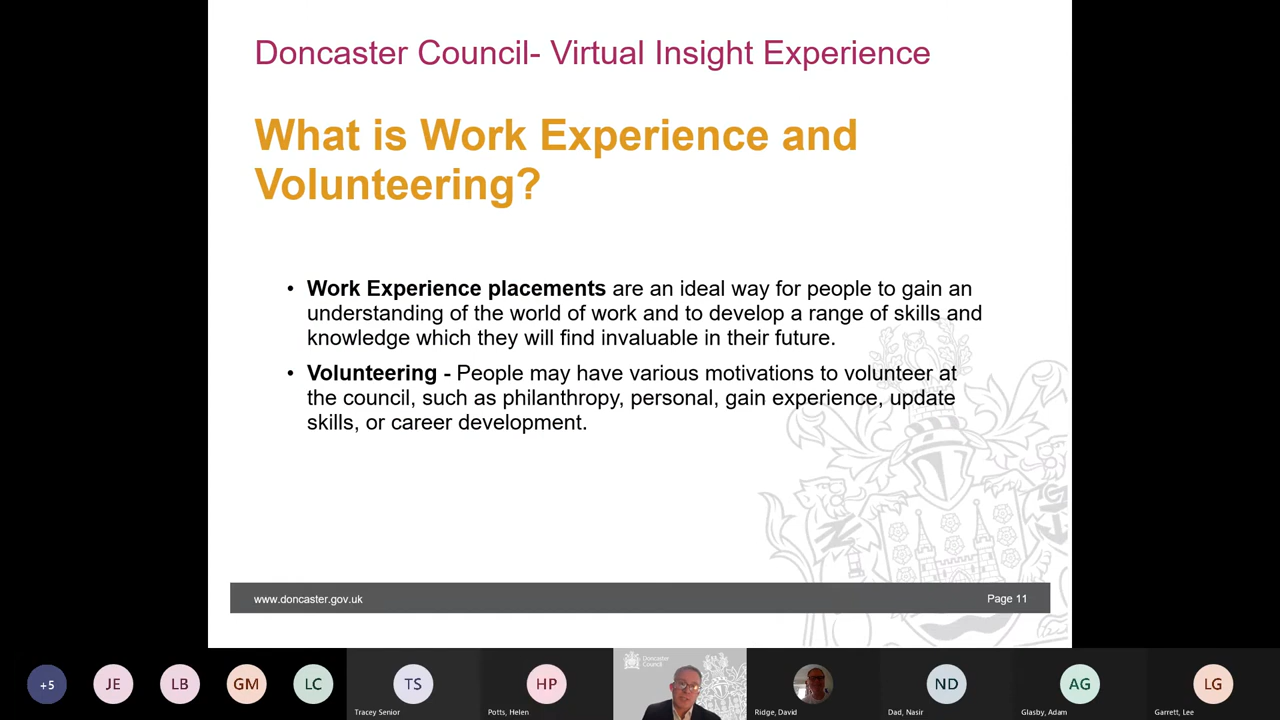 Doncaster Council- Virtual Insight Experience
What is Work Experience and
Volunteering?
• Work Experience placements are an ideal way for people to gain an
understanding of the world of work and to develop a range of skills and
knowledge which they will find invaluable in their future.
• Volunteering - People may have various motivations to volunteer at
the council, such as philanthropy, personal, gain experience, update
skills, or career development.
www.doncaster.gov.uk
Page 11
+5
JE
LB
GM
LC
TS
Tracey Senior
HP
Potts, Helen
Doncaster
Council
Ridge, David
ND
Dad, Nasir
AG
Glasby, Adam
LG
Garrett, Lee